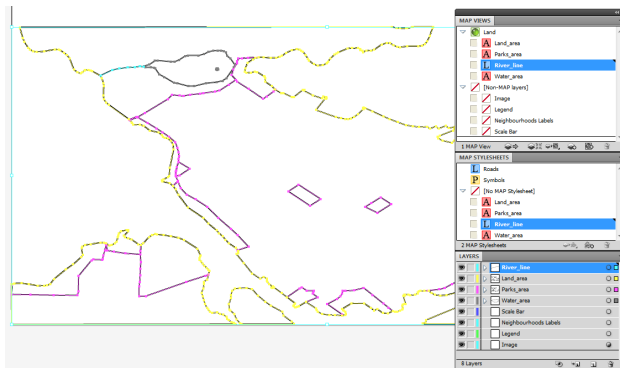 MAP VIEWS
Land
A Land_area
A Parks_area
L River_line
A Water_area
[Non-MAP layers]
Image
Legend
Neighbourhoods Labels
Scale Bar
1 MAP View
MAP STYLESHEETS
L Roads
P Symbols
[No MAP Stylesheet]
A Land_area
A Parks_area
L River_line
A Water_area
2 MAP Stylesheets
LAYERS
River_line
Land_area
Parks_area
Water_area
Scale Bar
Neighbourhoods Labels
Legend
Image
8 Layers